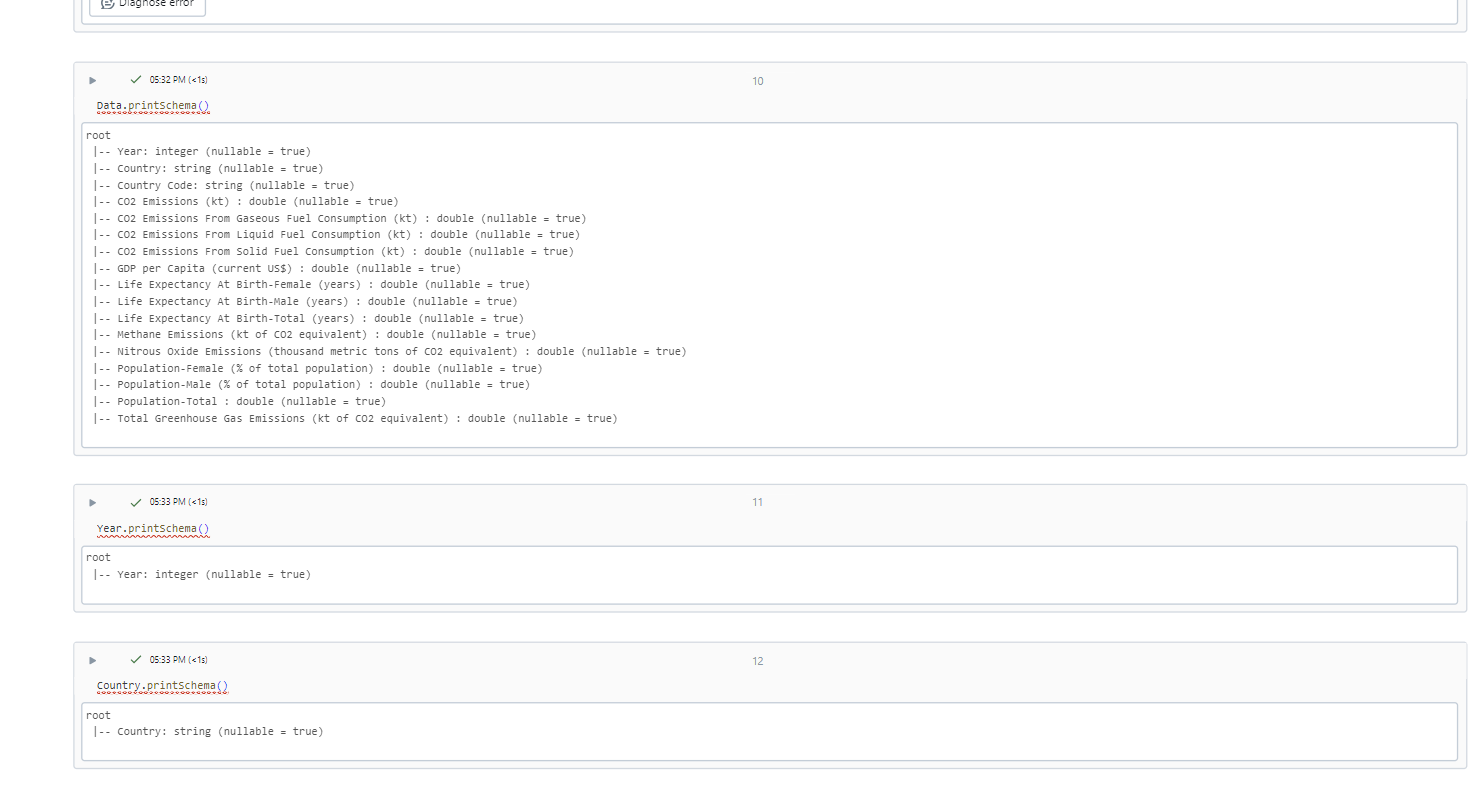 Diagnose error
05:32 PM (<1s)
10
Data.printSchema()
root
|-- Year: integer (nullable = true)
|-- Country: string (nullable = true)
|-- Country Code: string (nullable = true)
|-- CO2 Emissions (kt) : double (nullable = true)
|-- CO2 Emissions From Gaseous Fuel Consumption (kt) : double (nullable = true)
|-- CO2 Emissions From Liquid Fuel Consumption (kt) : double (nullable = true)
|-- CO2 Emissions From Solid Fuel Consumption (kt) : double (nullable = true)
|-- GDP per Capita (current US$) : double (nullable = true)
|-- Life Expectancy At Birth-Female (years) : double (nullable = true)
|-- Life Expectancy At Birth-Male (years) : double (nullable = true)
|-- Life Expectancy At Birth-Total (years) : double (nullable = true)
|-- Methane Emissions (kt of CO2 equivalent) : double (nullable = true)
|-- Nitrous Oxide Emissions (thousand metric tons of CO2 equivalent) : double (nullable = true)
|-- Population-Female (% of total population) : double (nullable = true)
|-- Population-Male (% of total population) : double (nullable = true)
|-- Population-Total : double (nullable = true)
|-- Total Greenhouse Gas Emissions (kt of CO2 equivalent) : double (nullable = true)
05:33 PM (<1s)
11
Year.printSchema()
root
|-- Year: integer (nullable = true)
05:33 PM (<1s)
12
Country.printSchema()
root
|-- Country: string (nullable = true)